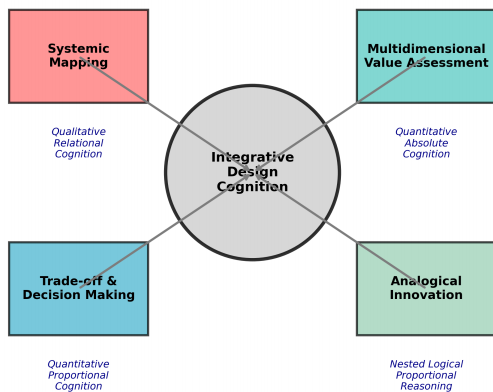 Systemic
Mapping
Multidimensional
Value Assessment
Qualitative
Relational
Cognition
Quantitative
Absolute
Cognition
Integrative
Design
Cognition
Trade-off &
Decision Making
Analogical
Innovation
Quantitative
Proportional
Cognition
Nested Logical
Proportional
Reasoning